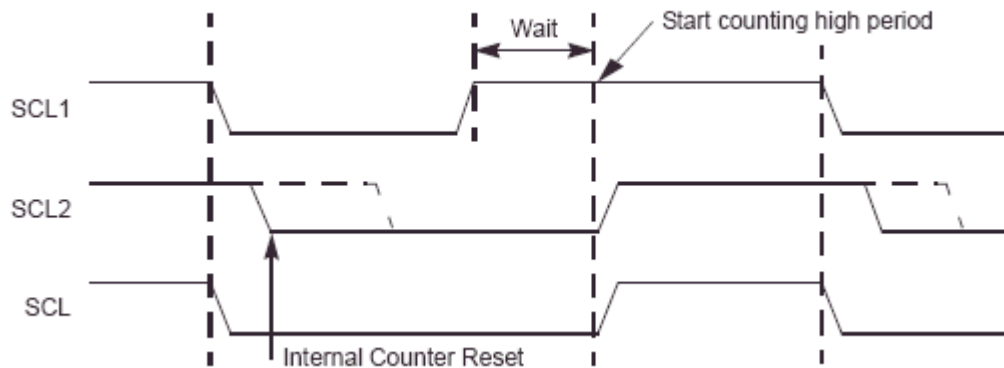 Start counting high period
Wait
SCL1
SCL2
SCL
Internal Counter Reset